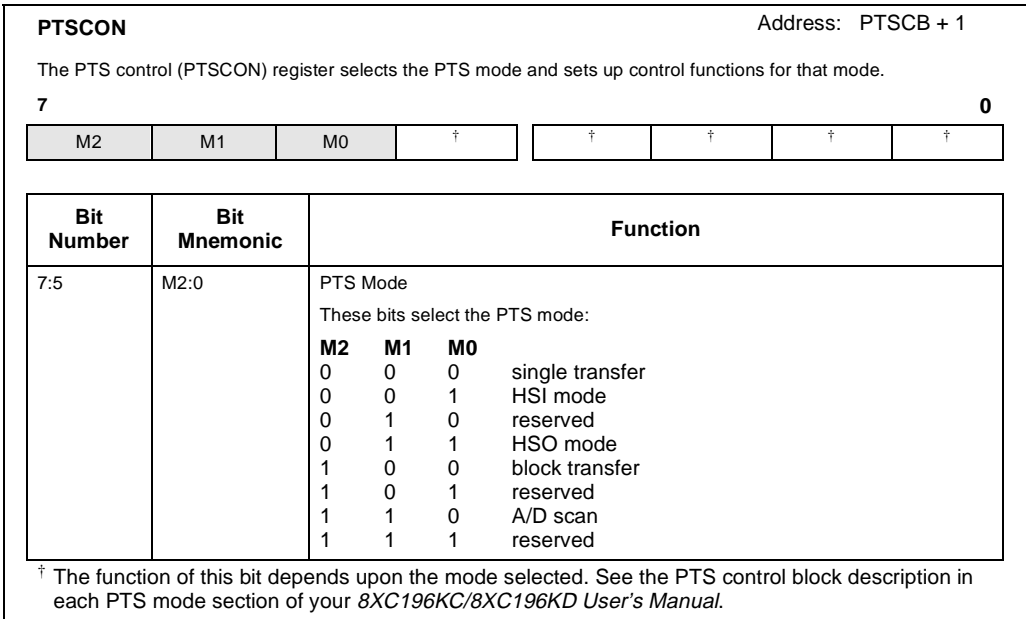 PTSCON Address: PTSCB + 1
The PTS control (PTSCON) register selects the PTS mode and sets up control functions for that mode.
7 0
M2 M1 M0 † † † † †
Bit Number Bit Mnemonic Function
7:5 M2:0 PTS Mode
These bits select the PTS mode:
M2 M1 M0
0 0 0 single transfer
0 0 1 HSI mode
0 1 0 reserved
0 1 1 HSO mode
1 0 0 block transfer
1 0 1 reserved
1 1 0 A/D scan
1 1 1 reserved
† The function of this bit depends upon the mode selected. See the PTS control block description in
each PTS mode section of your 8XC196KC/8XC196KD User's Manual.